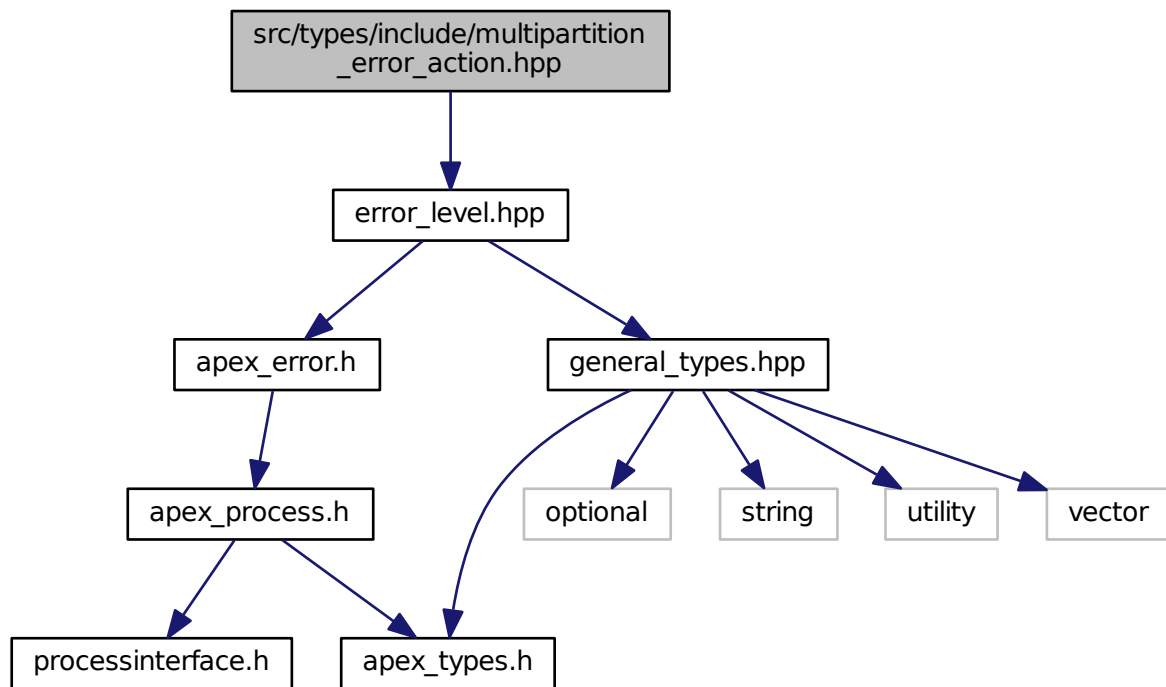 src/types/include/multipartition
_error_action.hpp
error_level.hpp
apex_error.h
general_types.hpp
apex_process.h
optional
string
utility
vector
processinterface.h
apex_types.h